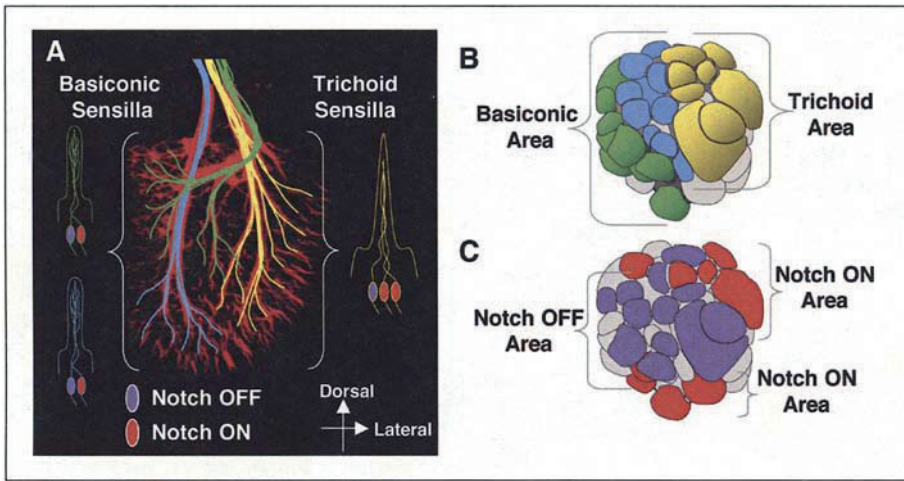 A
Basiconic
Sensilla
Trichoid
Sensilla
Notch OFF
Notch ON
Dorsal
Lateral
B
Basiconic
Area
Trichoid
Area
C
Notch OFF
Area
Notch ON
Area
Notch ON
Area